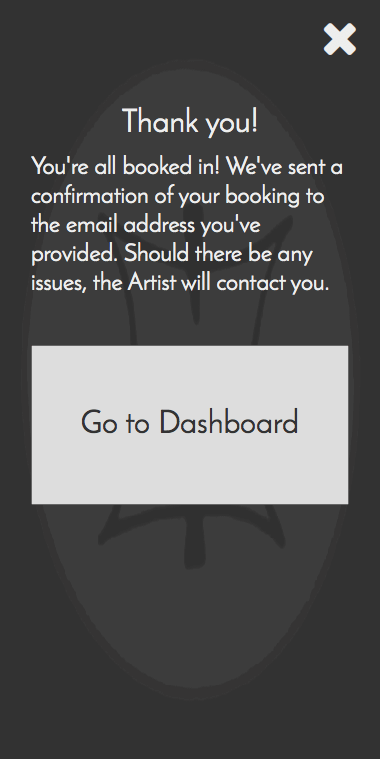 Thank you!
You're all booked in! We've sent a
confirmation of your booking to
the email address you've
provided. Should there be any
issues, the Artist will contact you.
Go to Dashboard